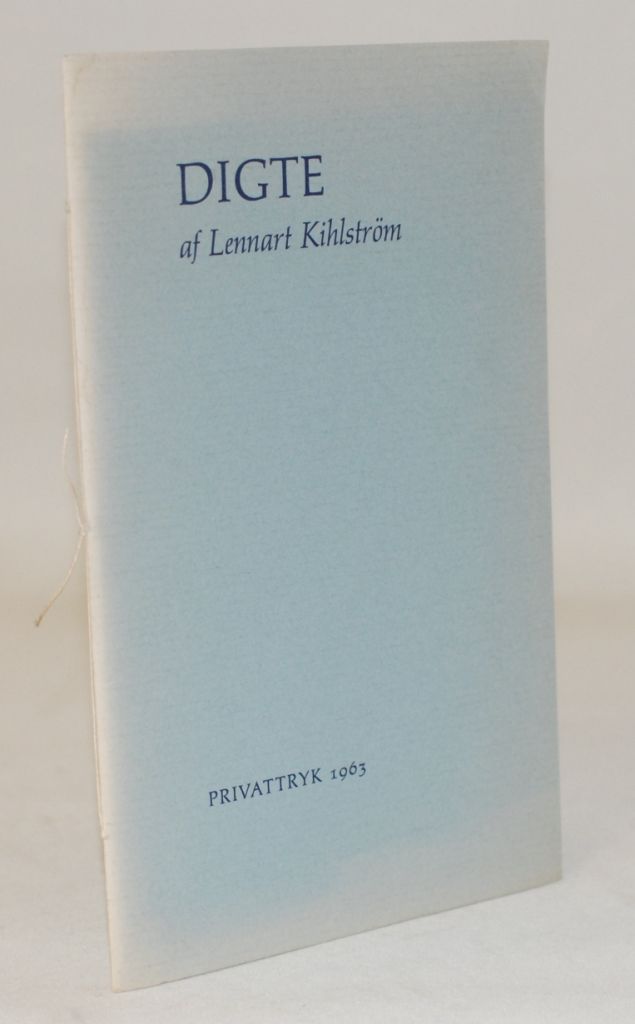 DIGTE
af Lennart Kihlström
PRIVATTRYK 1963